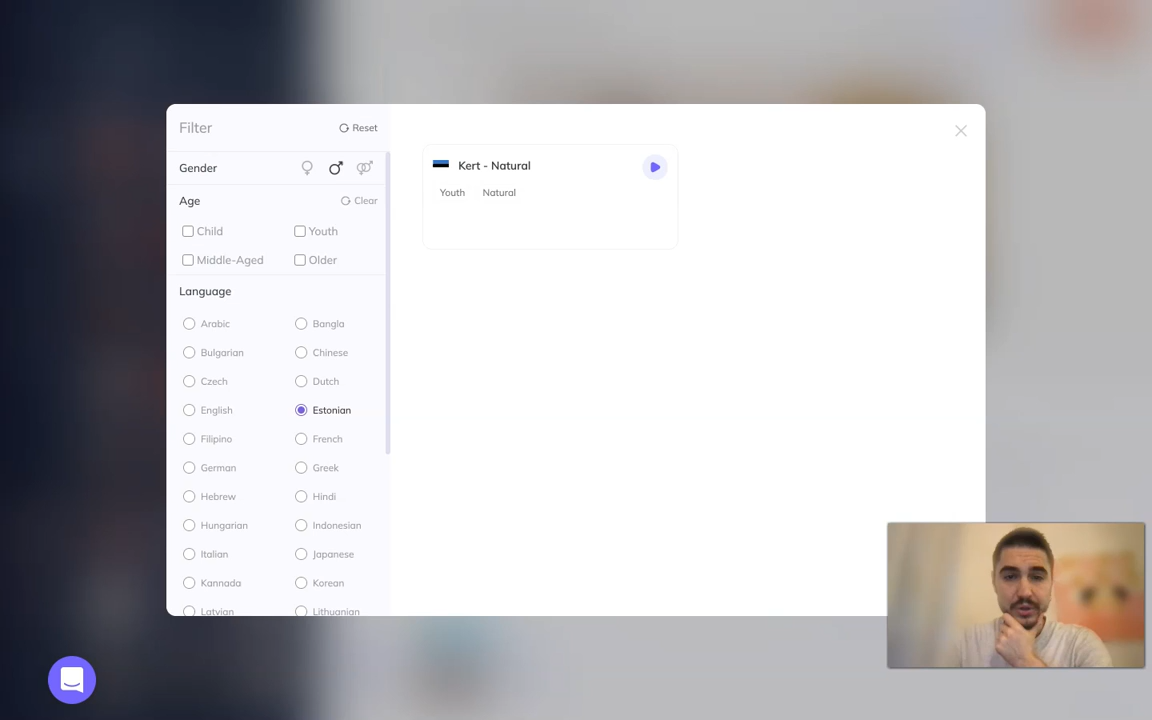 Filter
Reset
Gender
Age
Clear
Child
Youth
Middle-Aged
Older
Language
Arabic
Bangla
Bulgarian
Chinese
Czech
Dutch
English
Estonian
Filipino
French
German
Greek
Hebrew
Hindi
Hungarian
Indonesian
Italian
Japanese
Kannada
Korean
Latvian
Lithuanian
Kert - Natural
Youth Natural